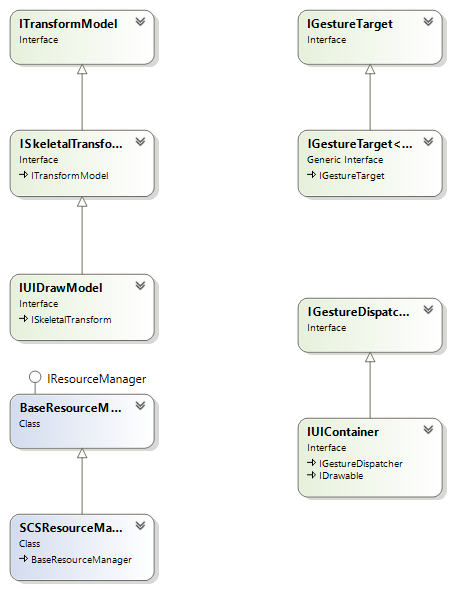 ITransformModel
Interface
ISkeletalTransfo...
Interface
ITransformModel
IUIDrawModel
Interface
ISkeletalTransform
IResourceManager
BaseResourceM...
Class
SCSResourceMa...
Class
BaseResourceManager
IGestureTarget
Interface
IGestureTarget<...
Generic Interface
IGestureTarget
IGestureDispatc...
Interface
IUIContainer
Interface
IGestureDispatcher
IDrawable